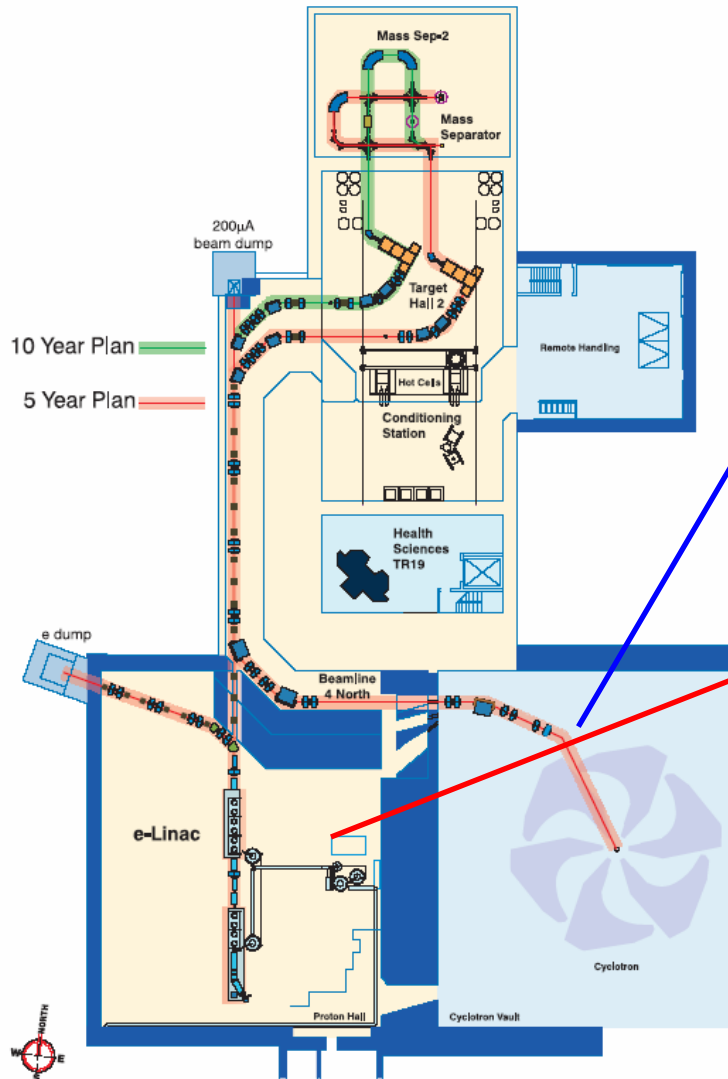 Mass Sep-2
Mass
Separator
200µA
beam dump
Target
Hall 2
10 Year Plan
Remote Handling
5 Year Plan
Hot Cells
Conditioning
Station
Health
Sciences
TR19
e dump
Beamline
4 North
e-Linac
Cyclotron
Proton Hall
Cyclotron Vault
NORTH
W
E
S